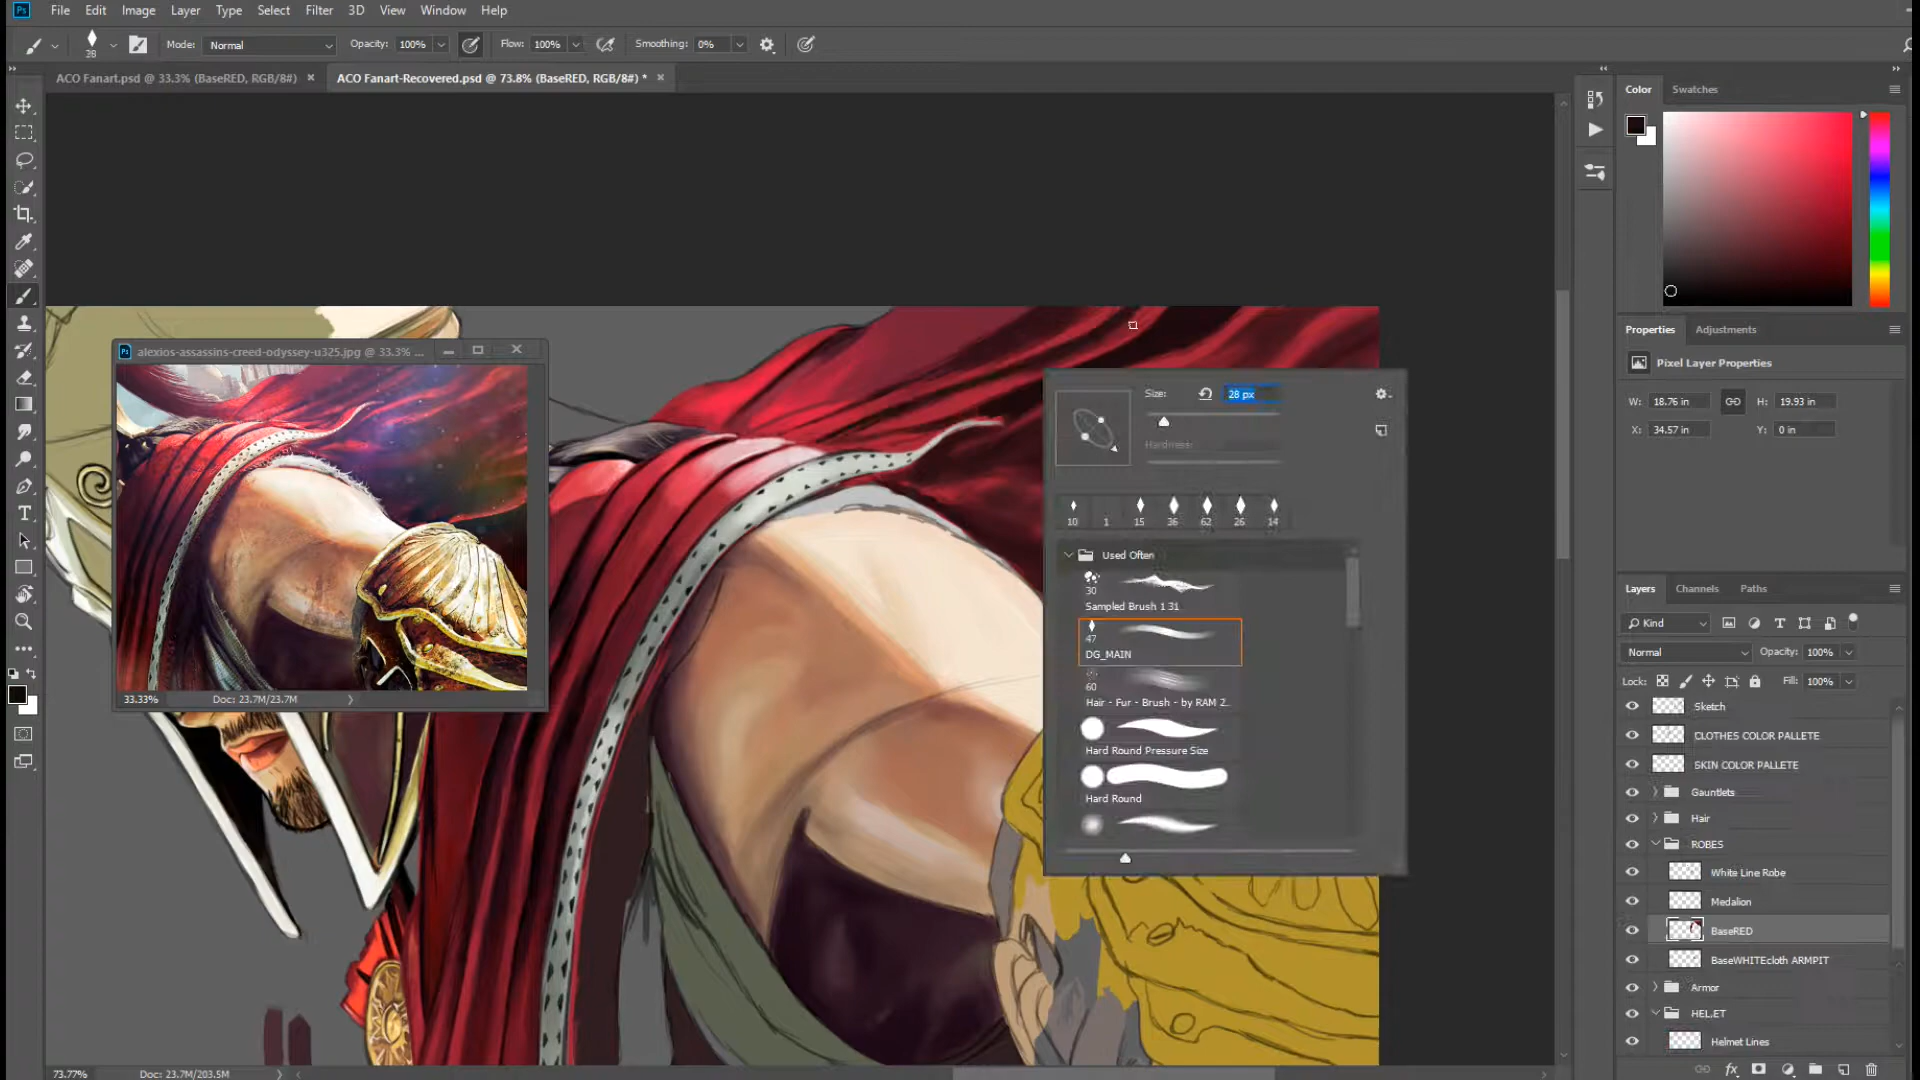 Ps File Edit Image Layer Type Select Filter 3D View Window Help
28 Mode: Normal Opacity: 100% Flow: 100% Smoothing: 0%
ACO Fanart.psd @ 33.3% (BaseRED, RGB/8#) × ACO Fanart-Recovered.psd @ 73.8% (BaseRED, RGB/8#) * ×
Color Swatches
Properties Adjustments
Pixel Layer Properties
W: 18.76 in H: 19.93 in
X: 34.57 in Y: 0 in
Ps alexios-assassins-creed-odyssey-u325.jpg @ 33.3% ...
33.33% Doc: 23.7M/23.7M
Size: 28 px
Hardness:
10 1 15 36 62 26 14
Used Often
30
Sampled Brush 1 31
47
DG_MAIN
60
Hair - Fur - Brush - by RAM 2..
Hard Round Pressure Size
Hard Round
Layers Channels Paths
Kind
Normal Opacity: 100%
Lock: Fill: 100%
Sketch
CLOTHES COLOR PALLETE
SKIN COLOR PALLETE
Gauntlets
Hair
ROBES
White Line Robe
Medalion
BaseRED
BaseWHITEcloth ARMPIT
Armor
HEL,ET
Helmet Lines
fx
73.77% Doc: 23.7M/203.5M